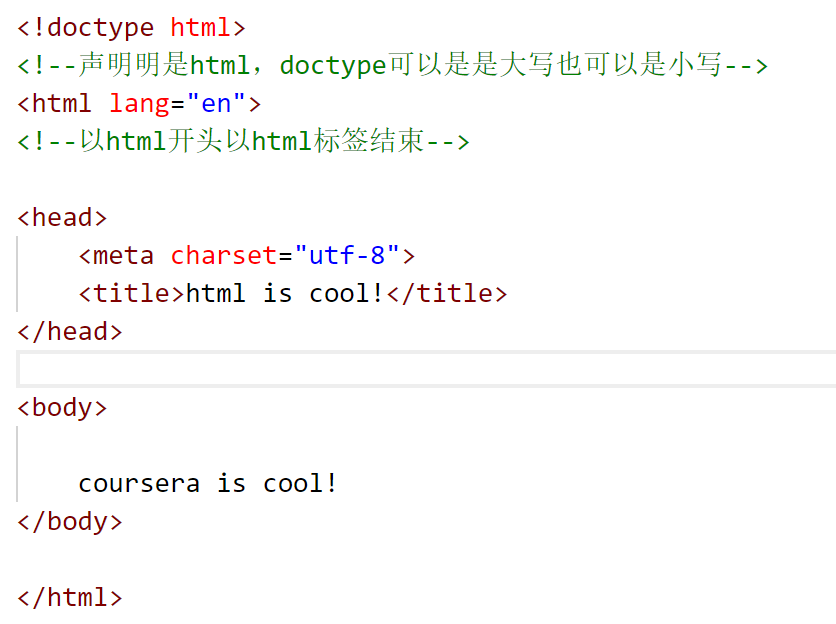 <!doctype html>
<!--声明明是html，doctype可以是是大写也可以是小写-->
<html lang="en">
<!--以html开头以html标签结束-->
<head>
<meta charset="utf-8">
<title>html is cool!</title>
</head>
<body>
coursera is cool!
</body>
</html>